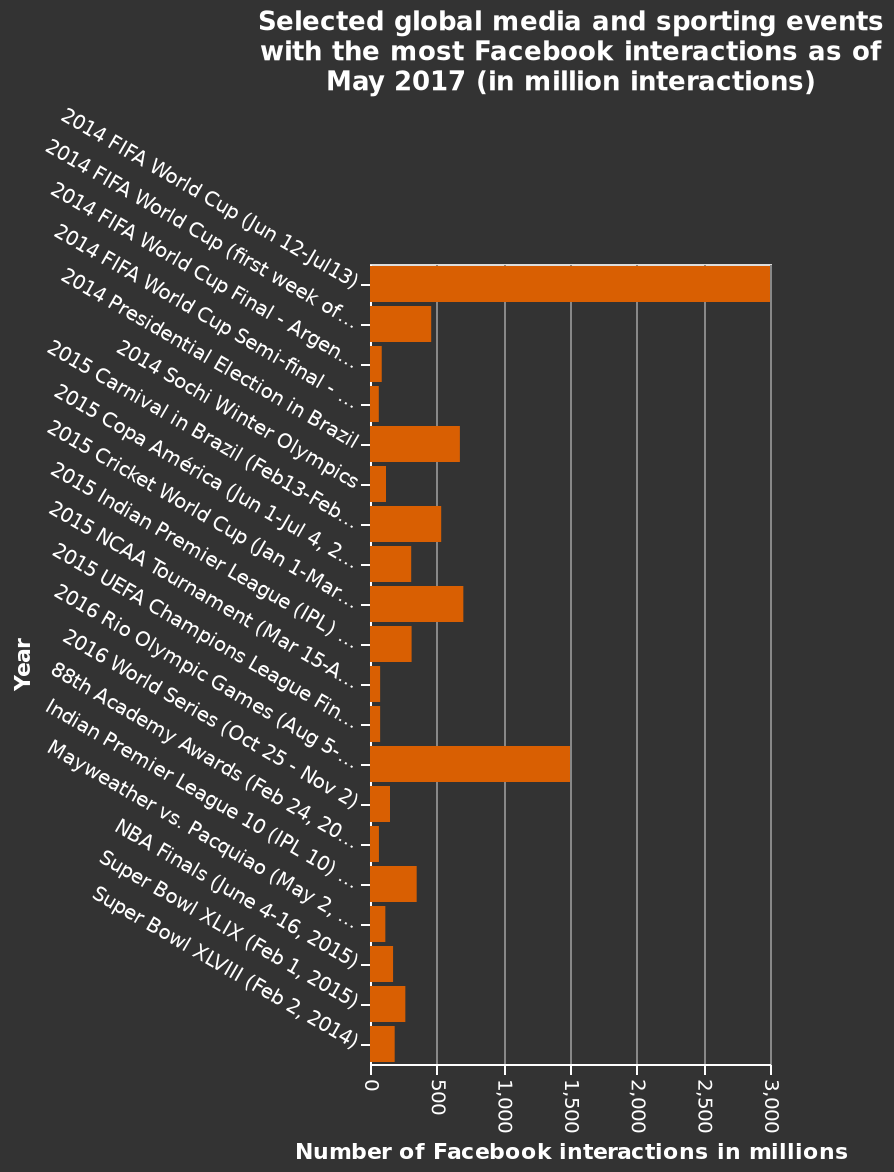 Selected global media and sporting events
with the most Facebook interactions as of
May 2017 (in million interactions)
2014 FIFA World Cup (Jun 12-Jul13)
2014 FIFA World Cup (first week of...
2014 FIFA World Cup Final - Argen...
2014 FIFA World Cup Semi-final - ...
2014 Presidential Election in Brazil
2014 Sochi Winter Olympics
2015 Carnival in Brazil (Feb13-Feb...
2015 Copa América (Jun 1-Jul 4, 2...
2015 Cricket World Cup (Jan 1-Mar...
2015 Indian Premier League (IPL) ...
2015 NCAA Tournament (Mar 15-A...
2015 UEFA Champions League Fin...
2016 Rio Olympic Games (Aug 5-...
2016 World Series (Oct 25 - Nov 2)
88th Academy Awards (Feb 24, 20...
Indian Premier League 10 (IPL 10) ...
Mayweather vs. Pacquiao (May 2, ...
NBA Finals (June 4-16, 2015)
Super Bowl XLIX (Feb 1, 2015)
Super Bowl XLVIII (Feb 2, 2014)
Year
0
500
1,000
1,500
2,000
2,500
3,000
Number of Facebook interactions in millions